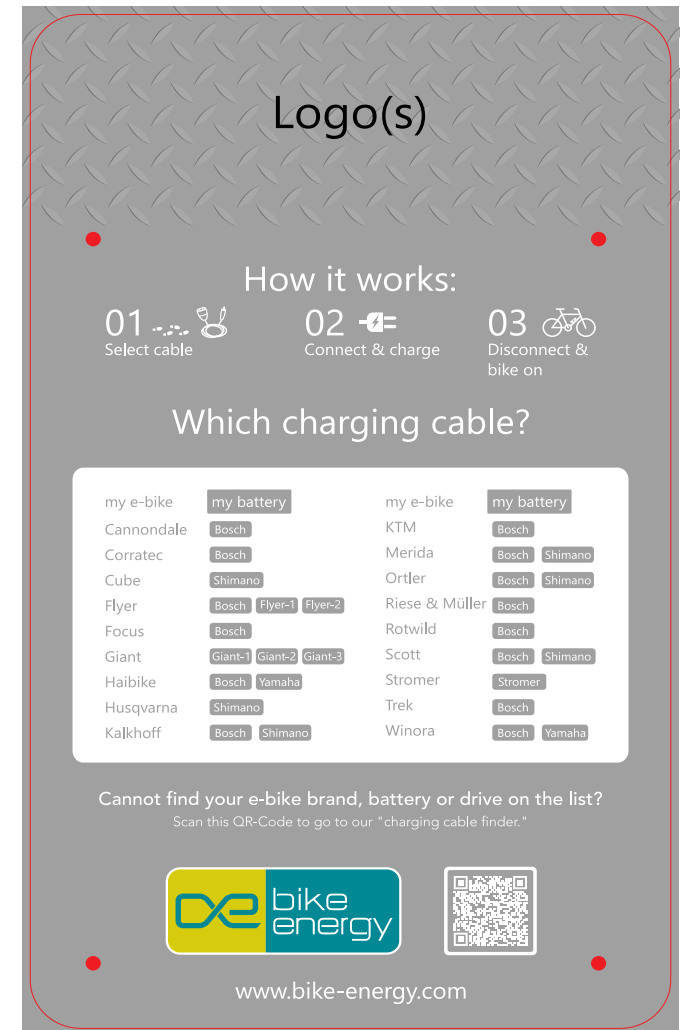 Logo(s)
How it works:
01
Select cable
02
Connect & charge
03
Disconnect &
bike on
Which charging cable?
my e-bike my battery
Cannondale Bosch
Corratec Bosch
Cube Shimano
Flyer Bosch Flyer-1 Flyer-2
Focus Bosch
Giant Giant-1 Giant-2 Giant-3
Haibike Bosch Yamaha
Husqvarna Shimano
Kalkhoff Bosch Shimano
my e-bike my battery
KTM Bosch
Merida Bosch Shimano
Ortler Bosch Shimano
Riese & Müller Bosch
Rotwild Bosch
Scott Bosch Shimano
Stromer Stromer
Trek Bosch
Winora Bosch Yamaha
Cannot find your e-bike brand, battery or drive on the list?
Scan this QR-Code to go to our "charging cable finder."
bike
energy
www.bike-energy.com